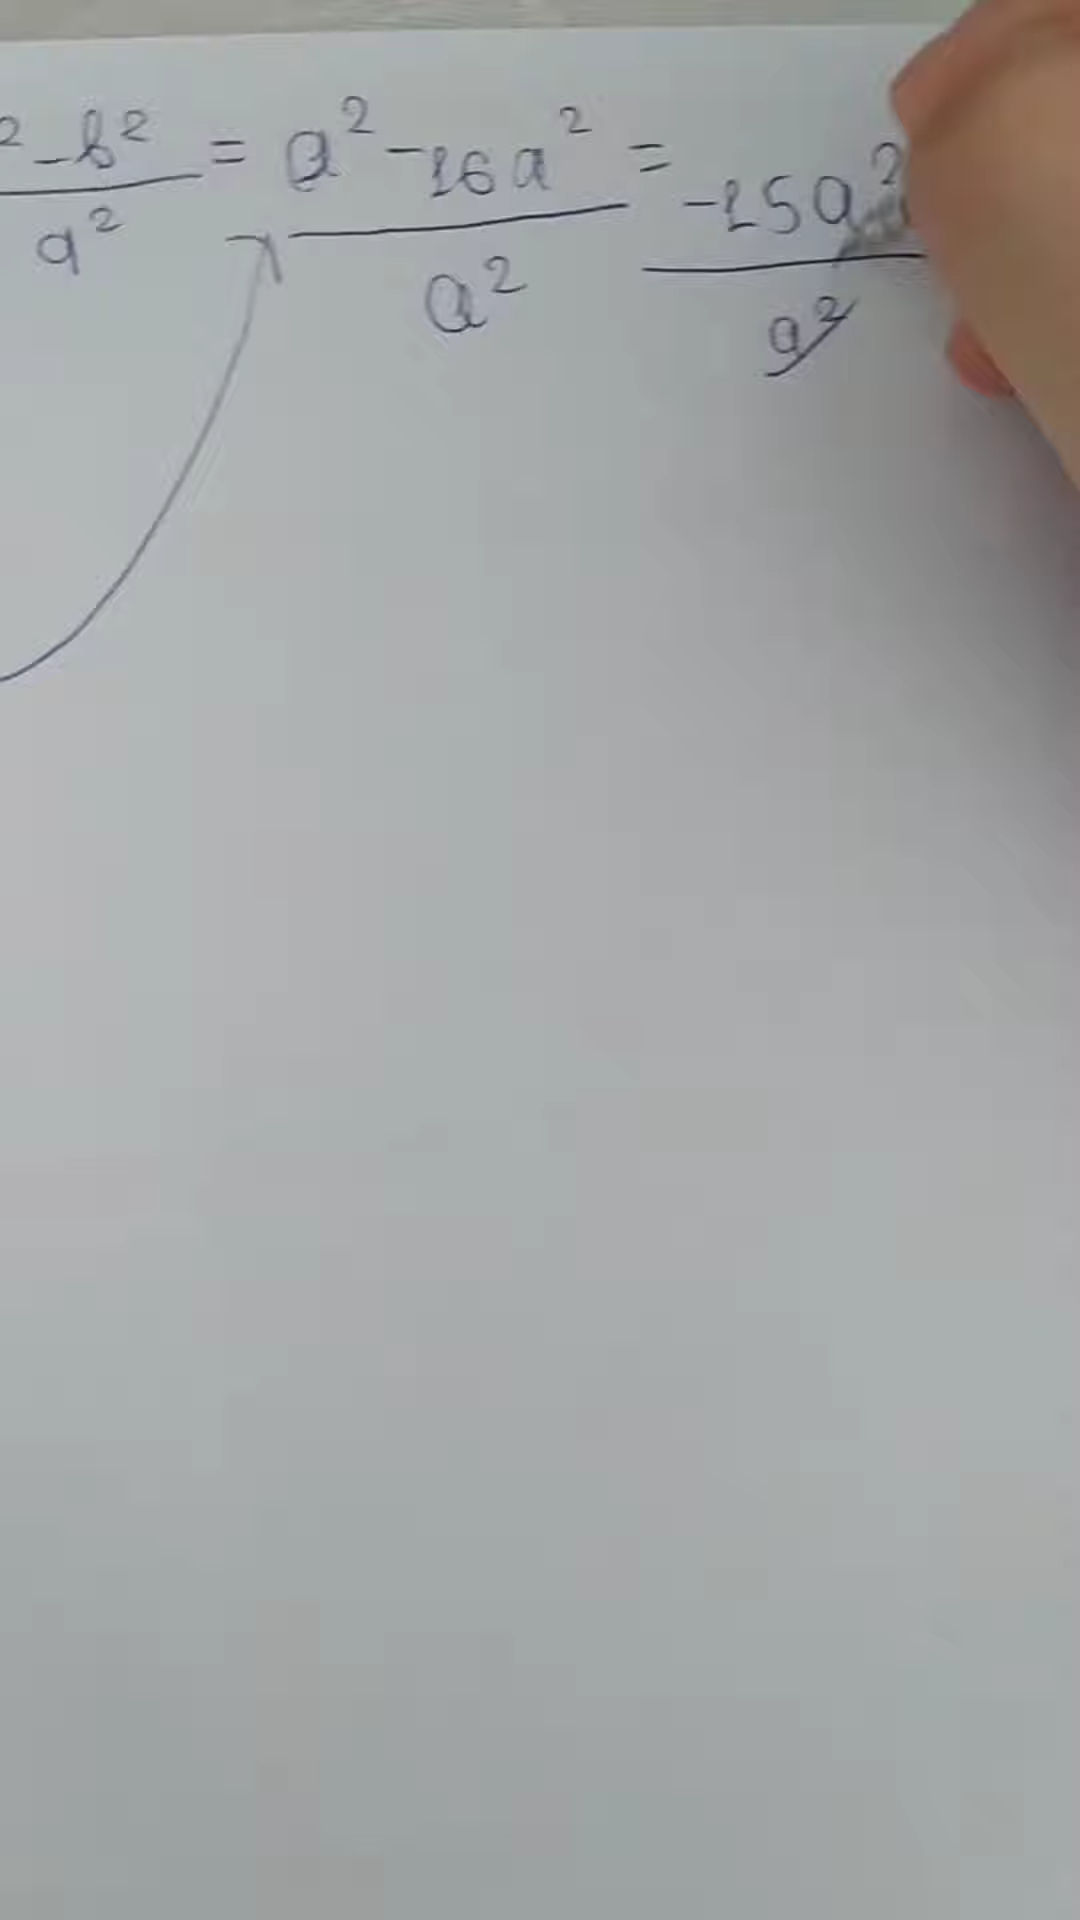 ² - b² = a² - 16a² = -15a²
a² a² a²